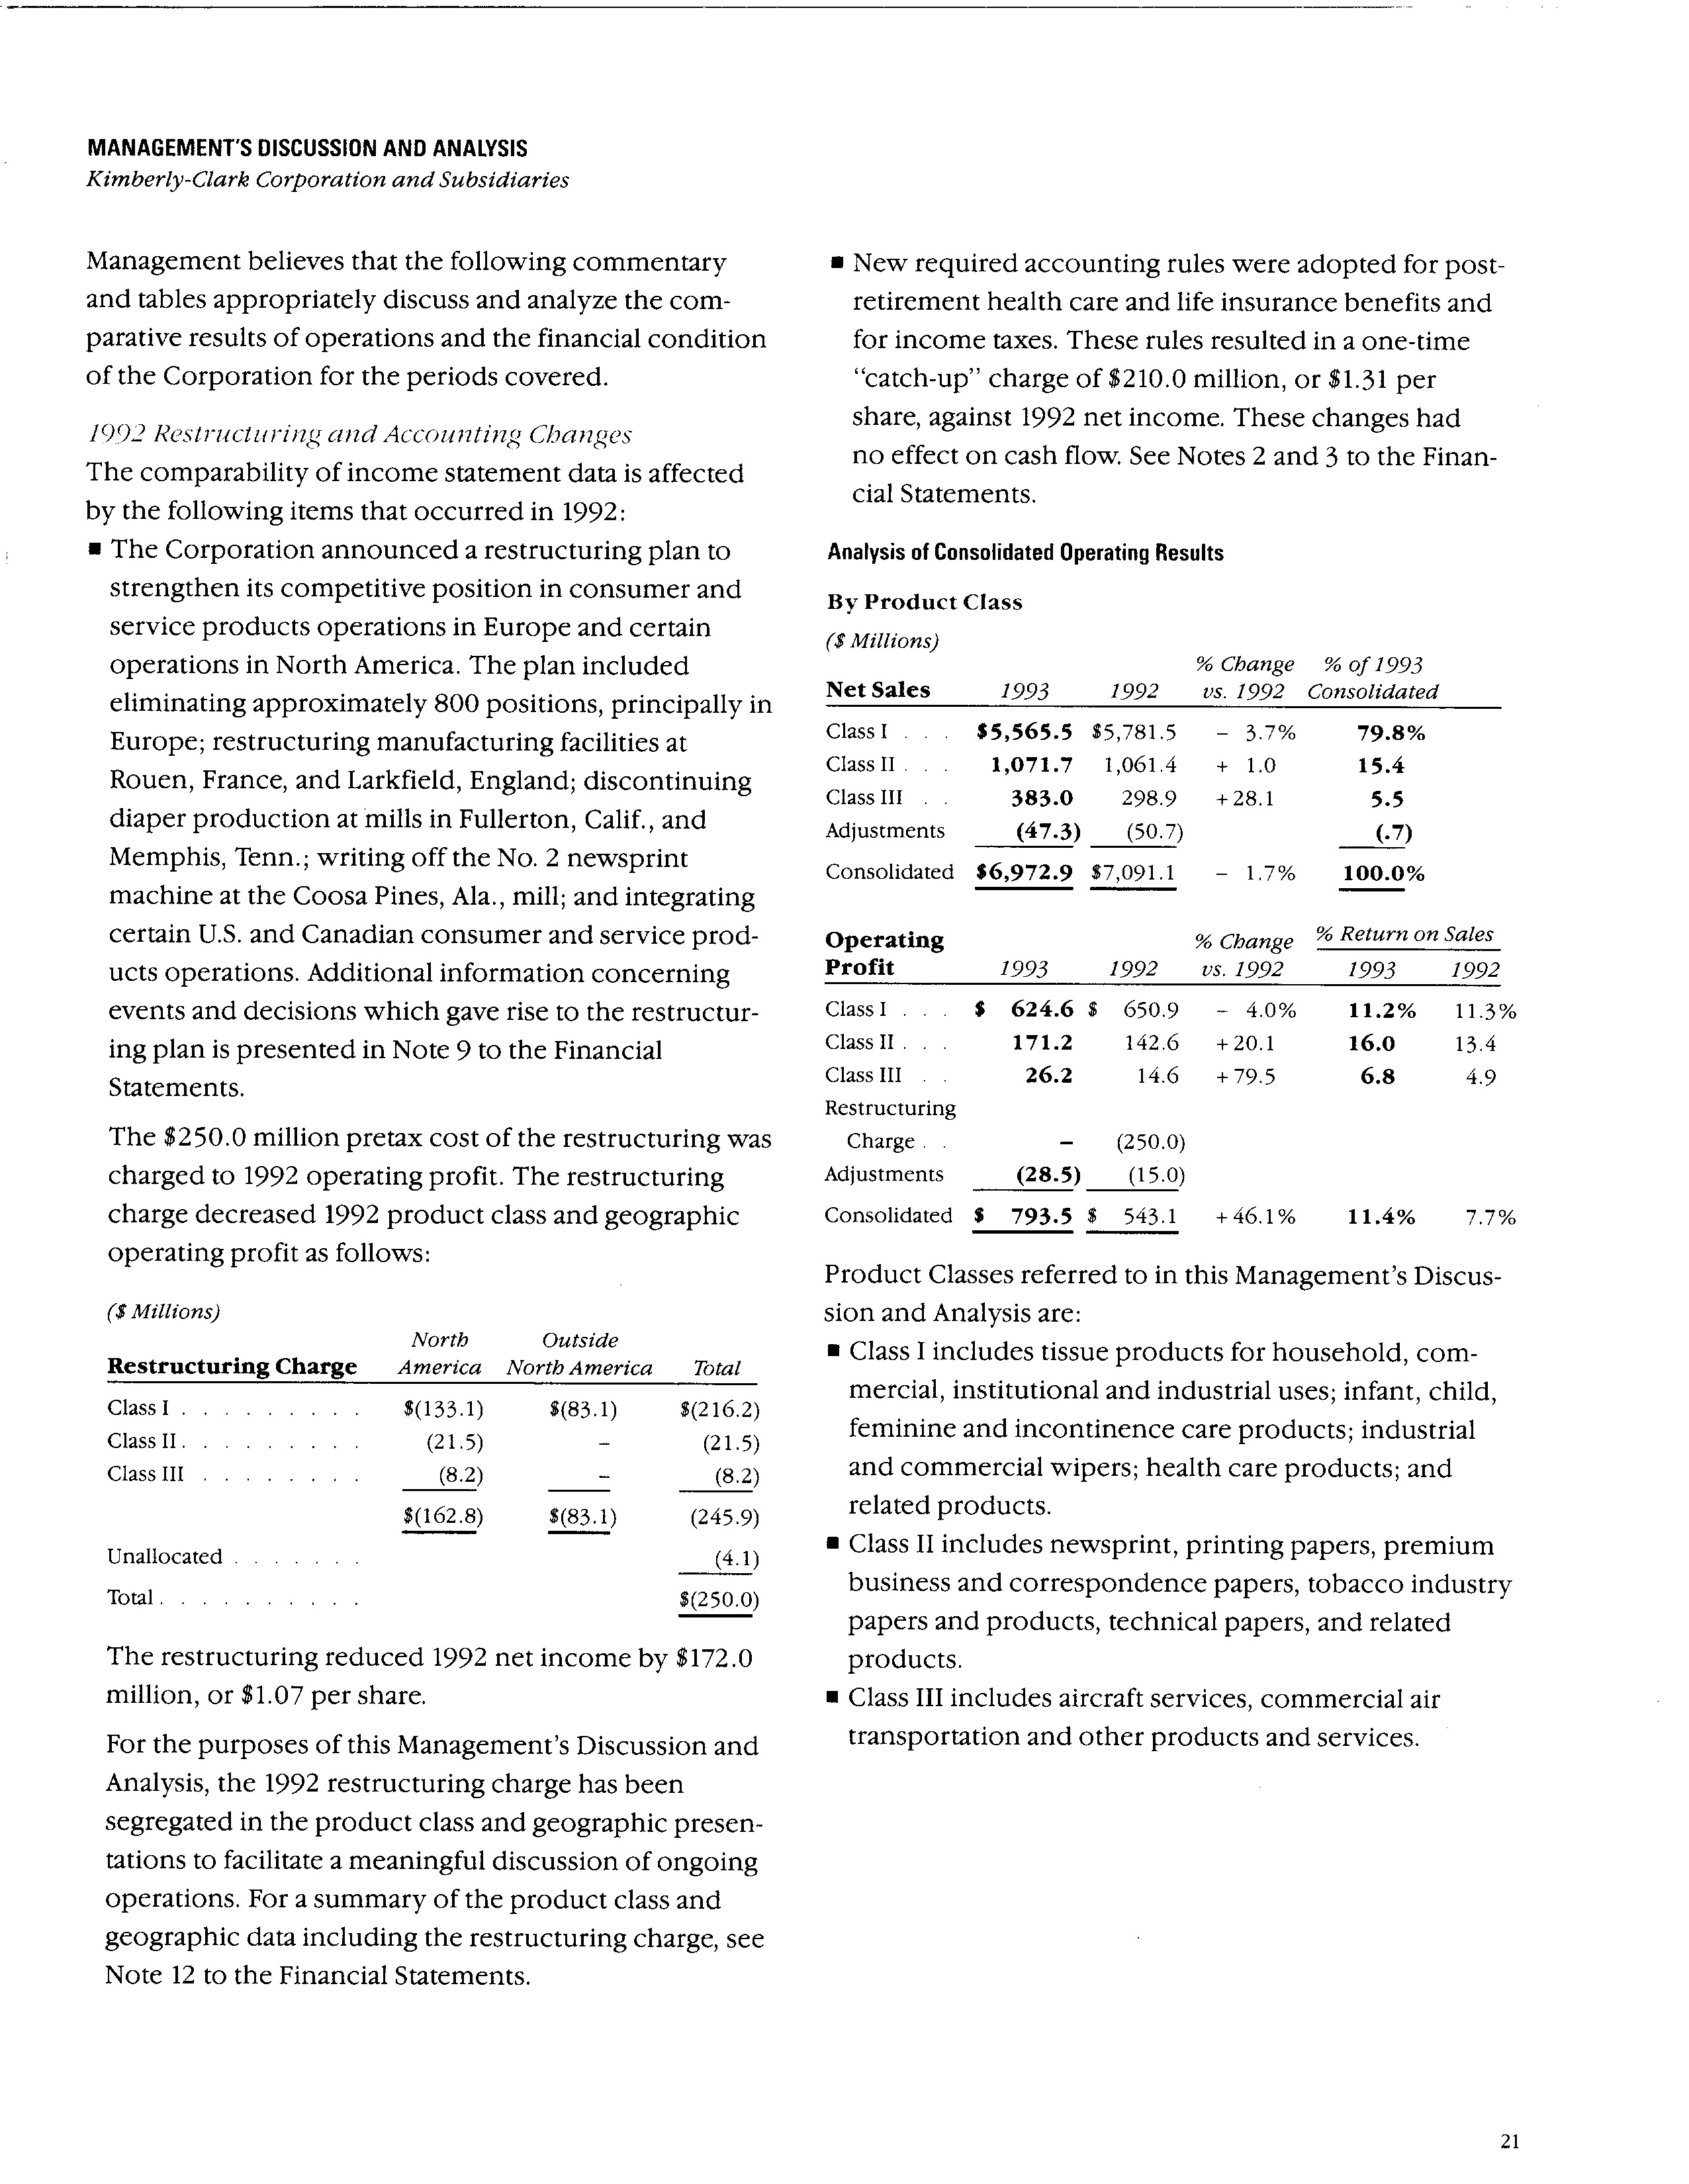 MANAGEMENT'S DISCUSSION AND ANALYSIS
Kimberly-Clark Corporation and Subsidiaries
Management believes that the following commentary
and tables appropriately discuss and analyze the com-
parative results of operations and the financial condition
of the Corporation for the periods covered.
1992 Restructuring and Accounting Changes
The comparability of income statement data is affected
by the following items that occurred in 1992:
■ The Corporation announced a restructuring plan to
strengthen its competitive position in consumer and
service products operations in Europe and certain
operations in North America. The plan included
eliminating approximately 800 positions, principally in
Europe; restructuring manufacturing facilities at
Rouen, France, and Larkfield, England; discontinuing
diaper production at mills in Fullerton, Calif., and
Memphis, Tenn.; writing off the No. 2 newsprint
machine at the Coosa Pines, Ala., mill; and integrating
certain U.S. and Canadian consumer and service prod-
ucts operations. Additional information concerning
events and decisions which gave rise to the restructur-
ing plan is presented in Note 9 to the Financial
Statements.
The $250.0 million pretax cost of the restructuring was
charged to 1992 operating profit. The restructuring
charge decreased 1992 product class and geographic
operating profit as follows:
($ Millions)
North Outside
Restructuring Charge America North America Total
Class I . . . . . . . . . $(133.1) $(83.1) $(216.2)
Class II . . . . . . . . . (21.5) – (21.5)
Class III . . . . . . . . (8.2) – (8.2)
$(162.8) $(83.1) (245.9)
Unallocated . . . . . . . (4.1)
Total . . . . . . . . . . $(250.0)
The restructuring reduced 1992 net income by $172.0
million, or $1.07 per share.
For the purposes of this Management's Discussion and
Analysis, the 1992 restructuring charge has been
segregated in the product class and geographic presen-
tations to facilitate a meaningful discussion of ongoing
operations. For a summary of the product class and
geographic data including the restructuring charge, see
Note 12 to the Financial Statements.
■ New required accounting rules were adopted for post-
retirement health care and life insurance benefits and
for income taxes. These rules resulted in a one-time
"catch-up" charge of $210.0 million, or $1.31 per
share, against 1992 net income. These changes had
no effect on cash flow. See Notes 2 and 3 to the Finan-
cial Statements.
Analysis of Consolidated Operating Results
By Product Class
($ Millions)
% Change % of 1993
Net Sales 1993 1992 vs. 1992 Consolidated
Class I . . . $5,565.5 $5,781.5 – 3.7% 79.8%
Class II . . . 1,071.7 1,061.4 + 1.0 15.4
Class III . . 383.0 298.9 +28.1 5.5
Adjustments (47.3) (50.7) (.7)
Consolidated $6,972.9 $7,091.1 – 1.7% 100.0%
Operating % Change % Return on Sales
Profit 1993 1992 vs. 1992 1993 1992
Class I . . . $ 624.6 $ 650.9 – 4.0% 11.2% 11.3%
Class II . . . 171.2 142.6 +20.1 16.0 13.4
Class III . . 26.2 14.6 +79.5 6.8 4.9
Restructuring
Charge . . – (250.0)
Adjustments (28.5) (15.0)
Consolidated $ 793.5 $ 543.1 +46.1% 11.4% 7.7%
Product Classes referred to in this Management's Discus-
sion and Analysis are:
■ Class I includes tissue products for household, com-
mercial, institutional and industrial uses; infant, child,
feminine and incontinence care products; industrial
and commercial wipers; health care products; and
related products.
■ Class II includes newsprint, printing papers, premium
business and correspondence papers, tobacco industry
papers and products, technical papers, and related
products.
■ Class III includes aircraft services, commercial air
transportation and other products and services.
21